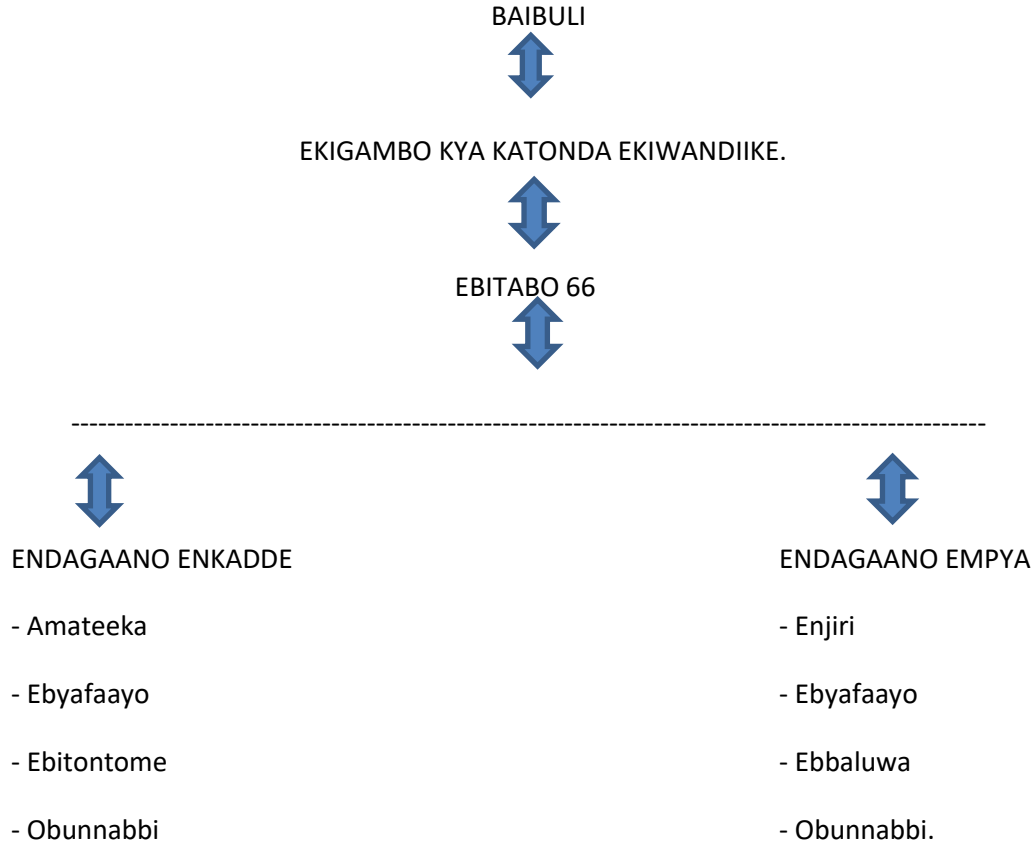 BAIBULI
EKIGAMBO KYA KATONDA EKIWANDIIKE.
EBITABO 66
ENDAGAANO ENKADDE
- Amateeka
- Ebyafaayo
- Ebitontome
- Obunnabbi
ENDAGAANO EMPYA
- Enjiri
- Ebyafaayo
- Ebbaluwa
- Obunnabbi.